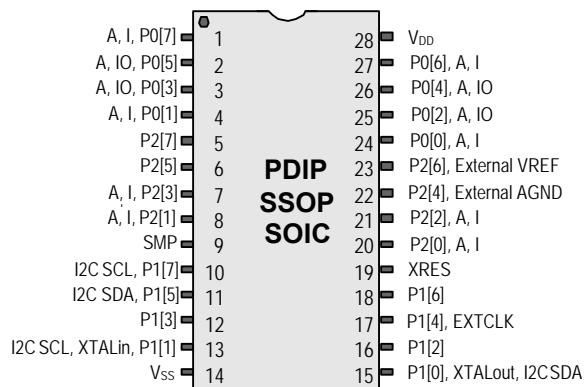 A, I, P0[7] 1 28 VDD
A, IO, P0[5] 2 27 P0[6], A, I
A, IO, P0[3] 3 26 P0[4], A, IO
A, I, P0[1] 4 25 P0[2], A, IO
P2[7] 5 24 P0[0], A, I
P2[5] 6 PDIP 23 P2[6], External VREF
A, I, P2[3] 7 SSOP 22 P2[4], External AGND
A, I, P2[1] 8 SOIC 21 P2[2], A, I
SMP 9 20 P2[0], A, I
I2C SCL, P1[7] 10 19 XRES
I2C SDA, P1[5] 11 18 P1[6]
P1[3] 12 17 P1[4], EXTCLK
I2C SCL, XTALin, P1[1] 13 16 P1[2]
Vss 14 15 P1[0], XTALout, I2CSDA